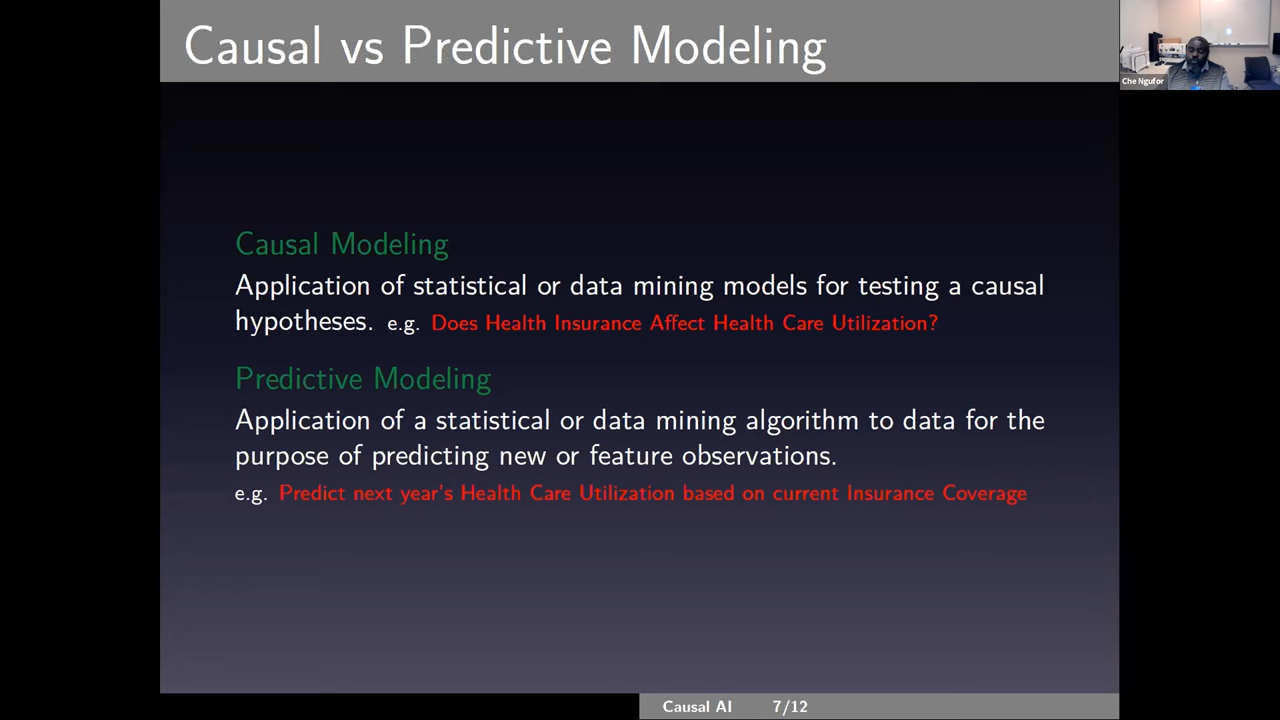 Causal vs Predictive Modeling
Che Ngufor
Causal Modeling
Application of statistical or data mining models for testing a causal
hypotheses. e.g. Does Health Insurance Affect Health Care Utilization?
Predictive Modeling
Application of a statistical or data mining algorithm to data for the
purpose of predicting new or feature observations.
e.g. Predict next year's Health Care Utilization based on current Insurance Coverage
Causal AI 7/12